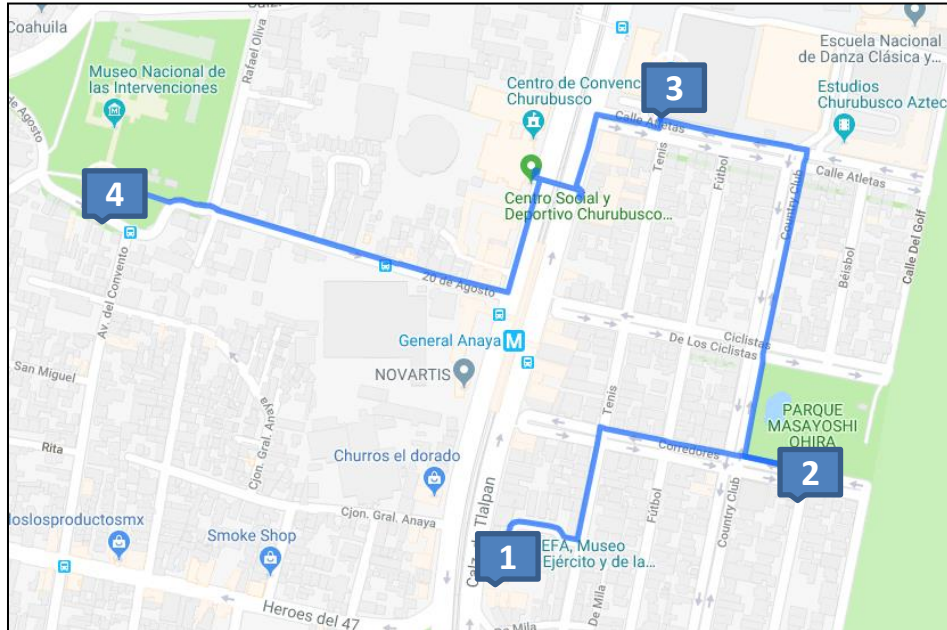 Coahuila
Calz
Rafael Oliva
Museo Nacional de
las Intervenciones
de Agosto
4
Av. del Convento
San Miguel
Rita
Cjon. Gral. Anaya
doslosproductosmx
Smoke Shop
Heroes del 47
20 de Agosto
General Anaya
M
NOVARTIS
Churros el dorado
Cjon. Gral. Anaya
Tlalpan
1
EFA, Museo
Ejército y de la...
De Mila
De Mila
Centro de Convenc
Churubusco
Centro Social y
Deportivo Churubusco...
3
Calle Atletas
Tenis
Fútbol
Country Club
Escuela Nacional
de Danza Clásica y...
Estudios
Churubusco Aztec
Calle Atletas
Calle Del Golf
Béisbol
Ciclistas
De Los Ciclistas
Tenis
Corredores
Fútbol
Country Club
PARQUE
MASAYOSHI
OHIRA
2